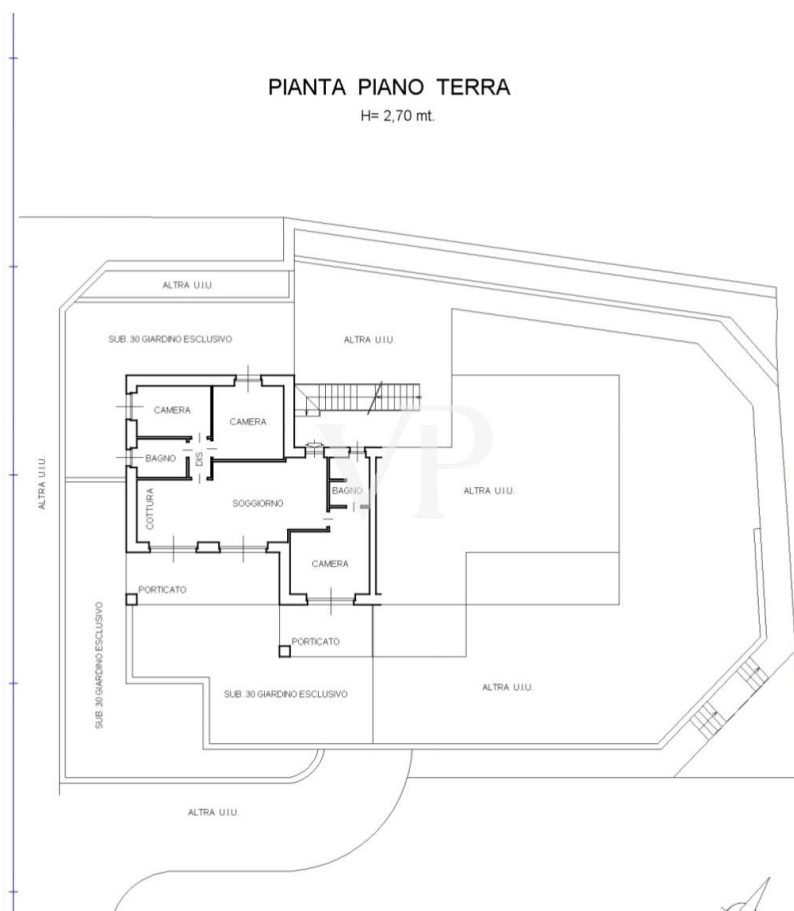 PIANTA PIANO TERRA
H= 2,70 mt.
ALTRA U.I.U.
SUB. 30 GIARDINO ESCLUSIVO
ALTRA U.I.U.
CAMERA
CAMERA
BAGNO
DIS.
ALTRA U.I.U.
COTTURA
SOGGIORNO
BAGNO
ALTRA U.I.U.
VP
CAMERA
PORTICATO
SUB. 30 GIARDINO ESCLUSIVO
PORTICATO
SUB. 30 GIARDINO ESCLUSIVO
ALTRA U.I.U.
ALTRA U.I.U.